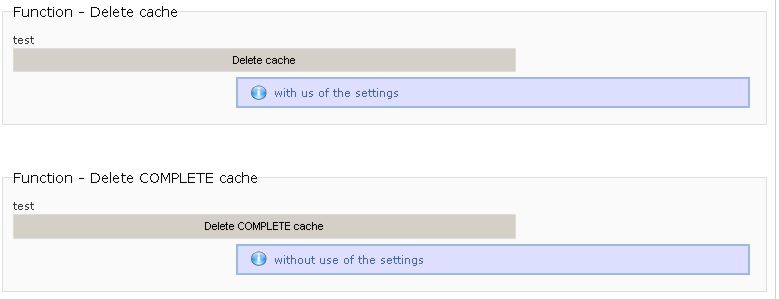 Function - Delete cache
test
Delete cache
with us of the settings
Function - Delete COMPLETE cache
test
Delete COMPLETE cache
without use of the settings